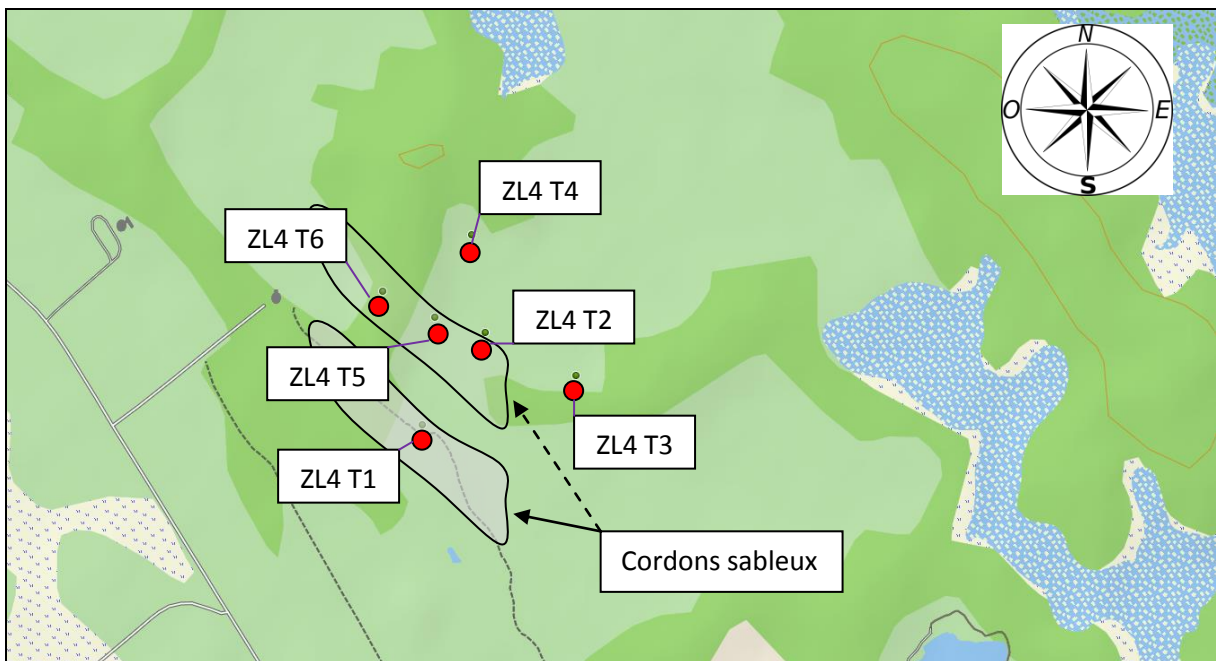 N
O
E
S
ZL4 T4
ZL4 T6
ZL4 T2
ZL4 T5
ZL4 T3
ZL4 T1
Cordons sableux